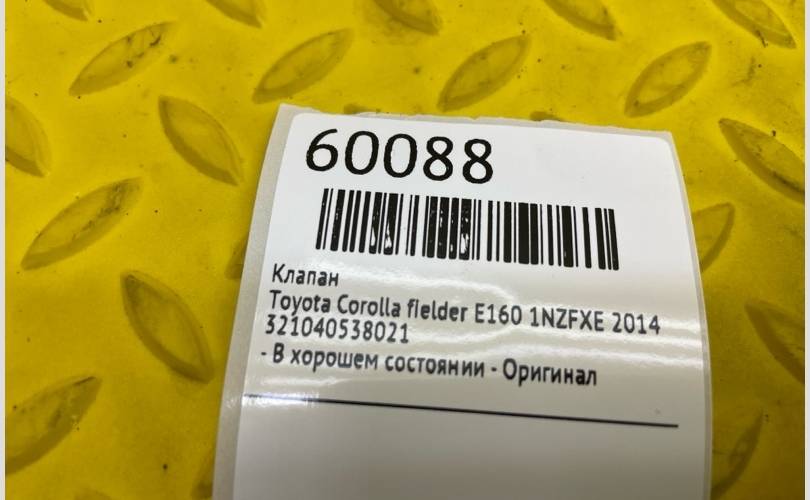 60088
Клапан
Toyota Corolla fielder E160 1NZFXE 2014
321040538021
- В хорошем состоянии - Оригинал